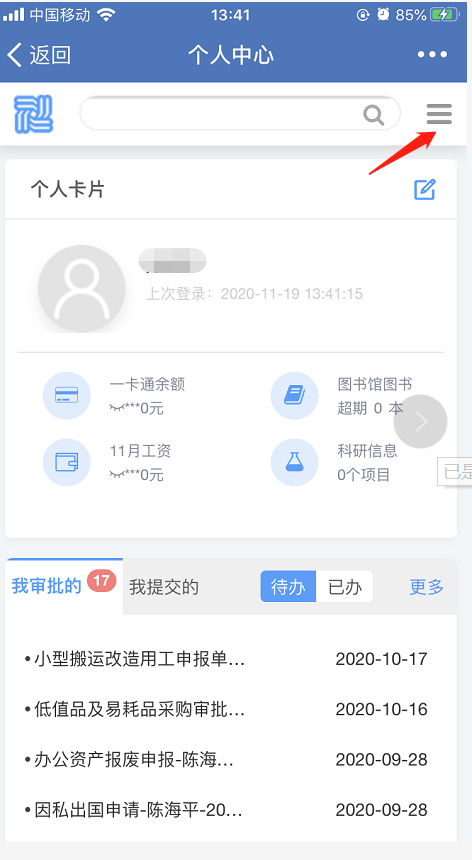 中国移动 13:41 85%
返回 个人中心
个人卡片
上次登录：2020-11-19 13:41:15
一卡通余额 图书馆图书
***0元 超期 0 本
11月工资 科研信息
***0元 0个项目
已是
我审批的 17 我提交的 待办 已办 更多
小型搬运改造用工申报单... 2020-10-17
低值品及易耗品采购审批... 2020-10-16
办公资产报废申报-陈海... 2020-09-28
因私出国申请-陈海平-20... 2020-09-28